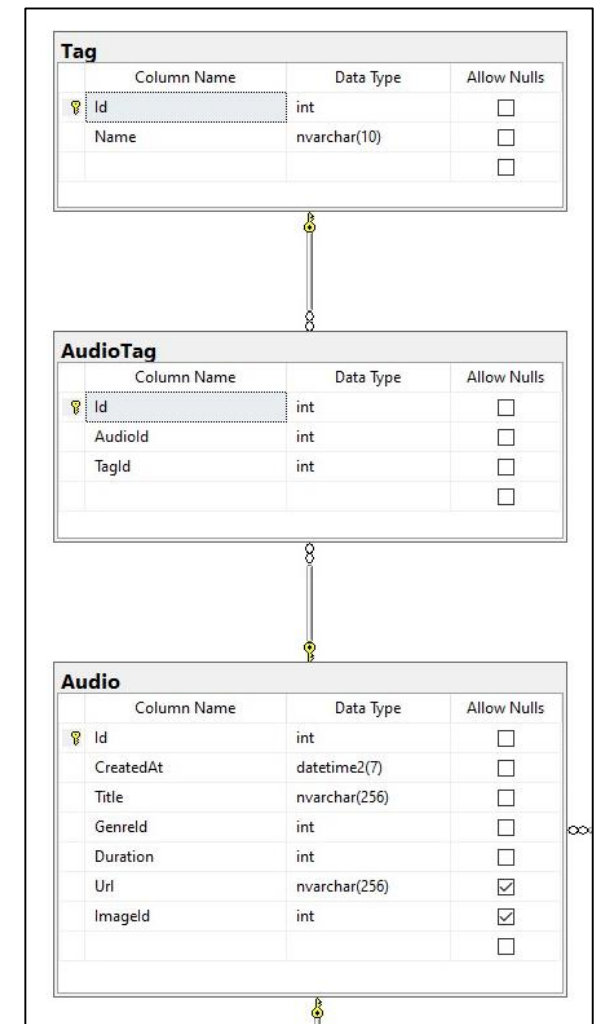 Tag
Column Name Data Type Allow Nulls
Id int
Name nvarchar(10)
AudioTag
Column Name Data Type Allow Nulls
Id int
AudioId int
TagId int
Audio
Column Name Data Type Allow Nulls
Id int
CreatedAt datetime2(7)
Title nvarchar(256)
GenreId int
Duration int
Url nvarchar(256)
ImageId int